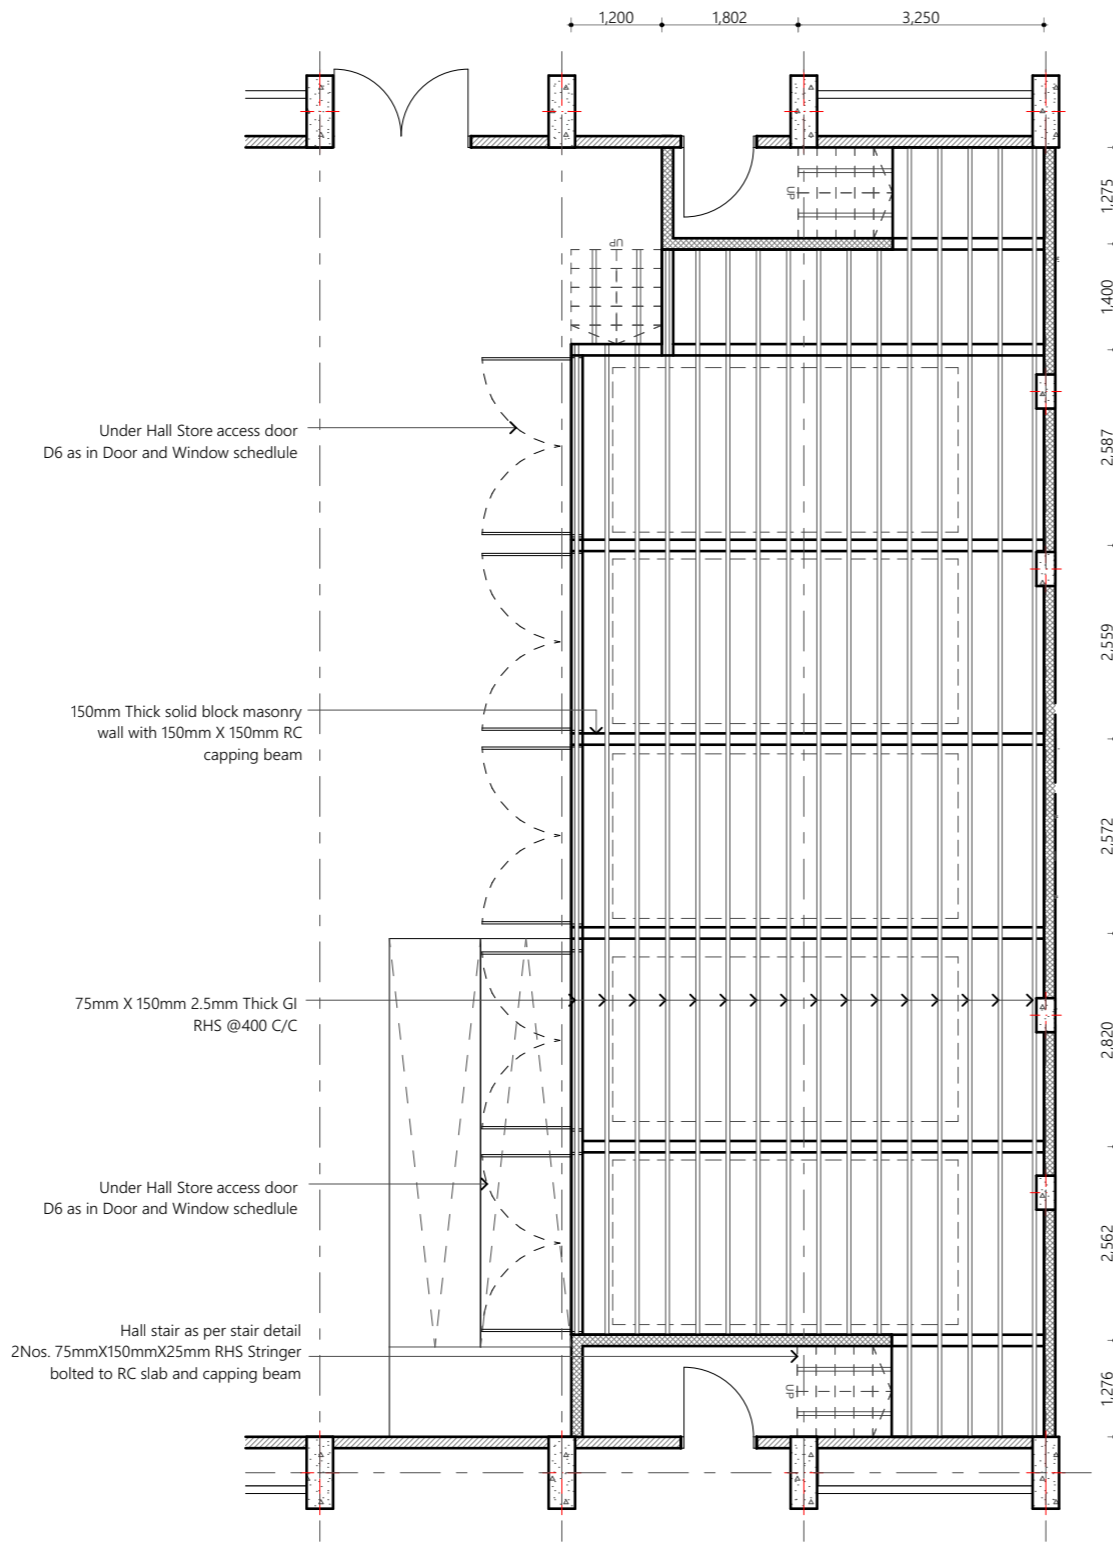 1,200
1,802
3,250
1,275
UP
UP
1,400
2,587
Under Hall Store access door
D6 as in Door and Window schedlule
2,559
150mm Thick solid block masonry
wall with 150mm X 150mm RC
capping beam
2,572
75mm X 150mm 2.5mm Thick GI
RHS @400 C/C
2,820
Under Hall Store access door
D6 as in Door and Window schedlule
2,562
Hall stair as per stair detail
2Nos. 75mmX150mmX25mm RHS Stringer
bolted to RC slab and capping beam
UP
1,276